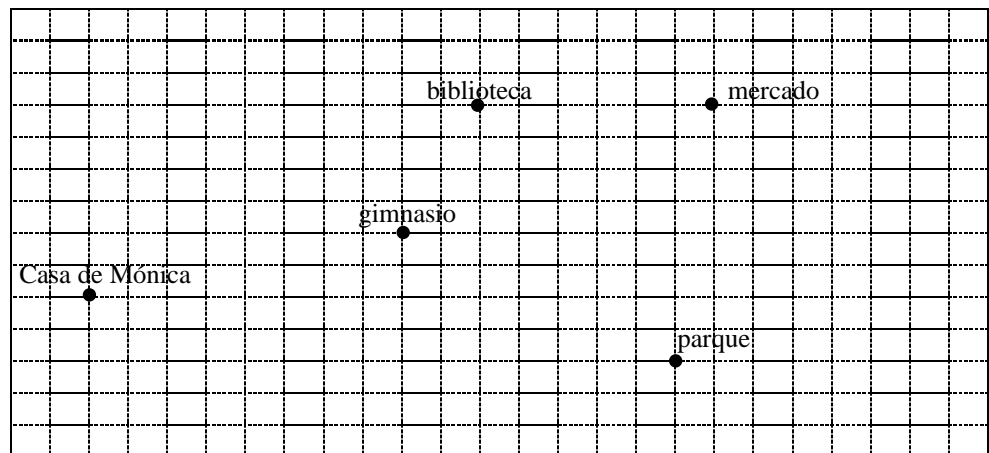 biblioteca
mercado
gimnasio
Casa de Mónica
parque